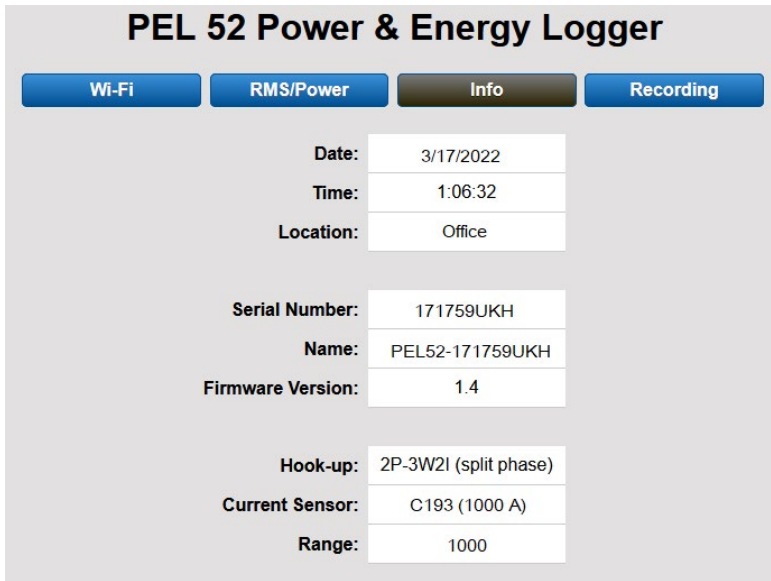 PEL 52 Power & Energy Logger
Wi-Fi RMS/Power Info Recording
Date: 3/17/2022
Time: 1:06:32
Location: Office
Serial Number: 171759UKH
Name: PEL52-171759UKH
Firmware Version: 1.4
Hook-up: 2P-3W2I (split phase)
Current Sensor: C193 (1000 A)
Range: 1000